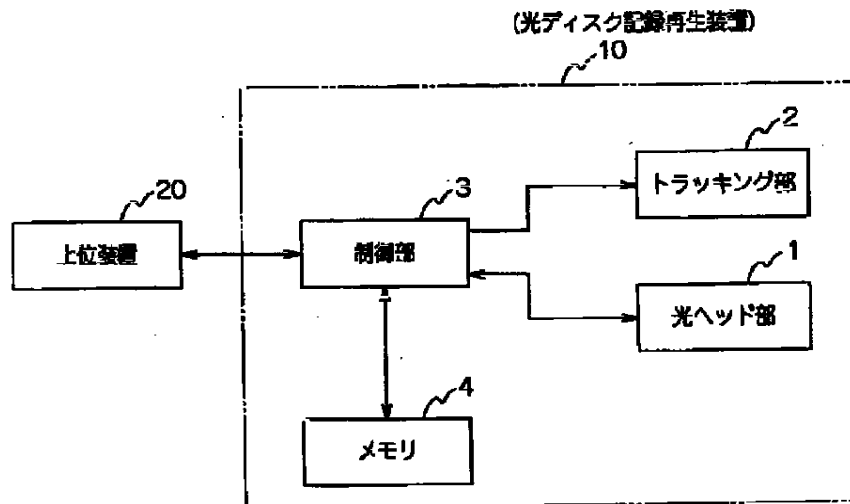 (光ディスク記録再生装置)
10
2
トラッキング部
20
3
上位装置
制御部
1
光ヘッド部
4
メモリ